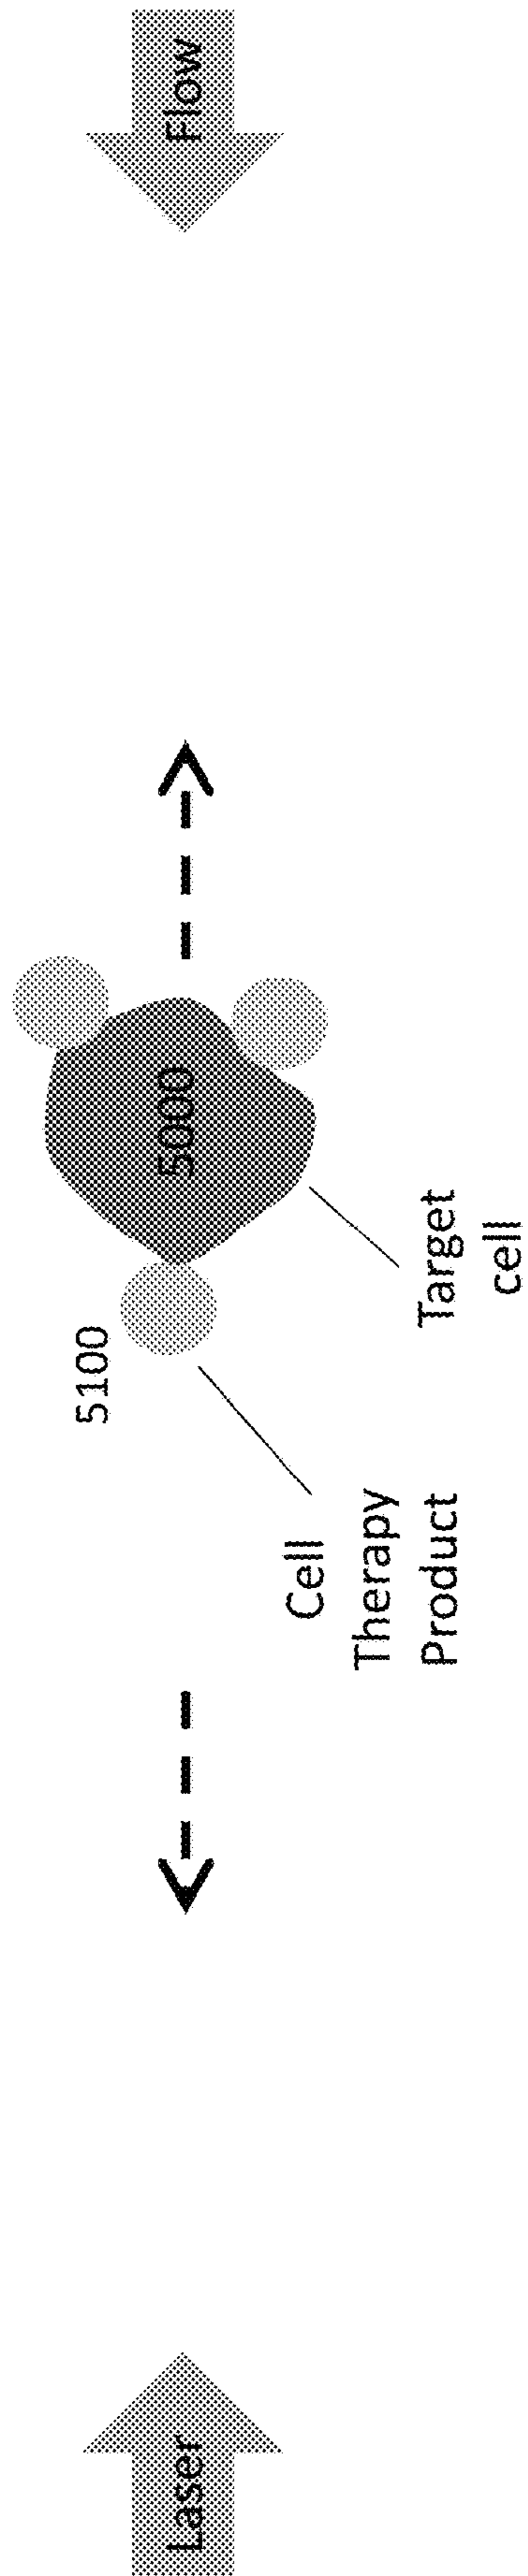 Laser
5100
Cell
Therapy
Product
5000
Target
cell
Flow